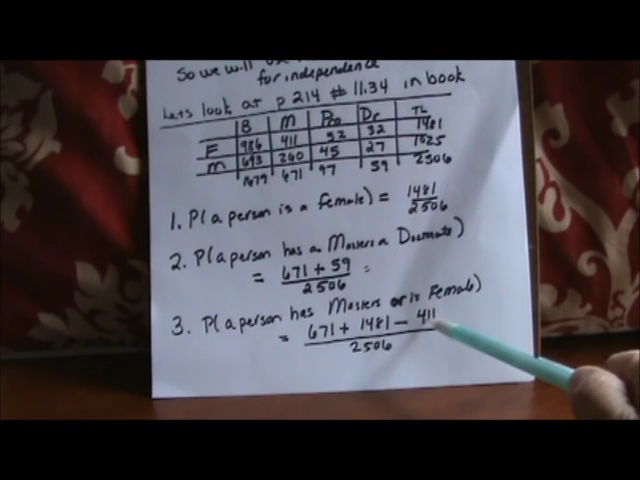 So we will use
for independence
Lets look at p 214 # 11.34 in book
B M Pro Dr TL
F 986 411 52 32 1481
M 693 260 45 27 1025
1679 671 97 59 2506
1. P(a person is a female) = 1481/2506
2. P(a person has a Masters a Doctorate)
= 671 + 59 / 2506 =
3. P(a person has Masters or is Female)
= 671 + 1481 - 411 / 2506